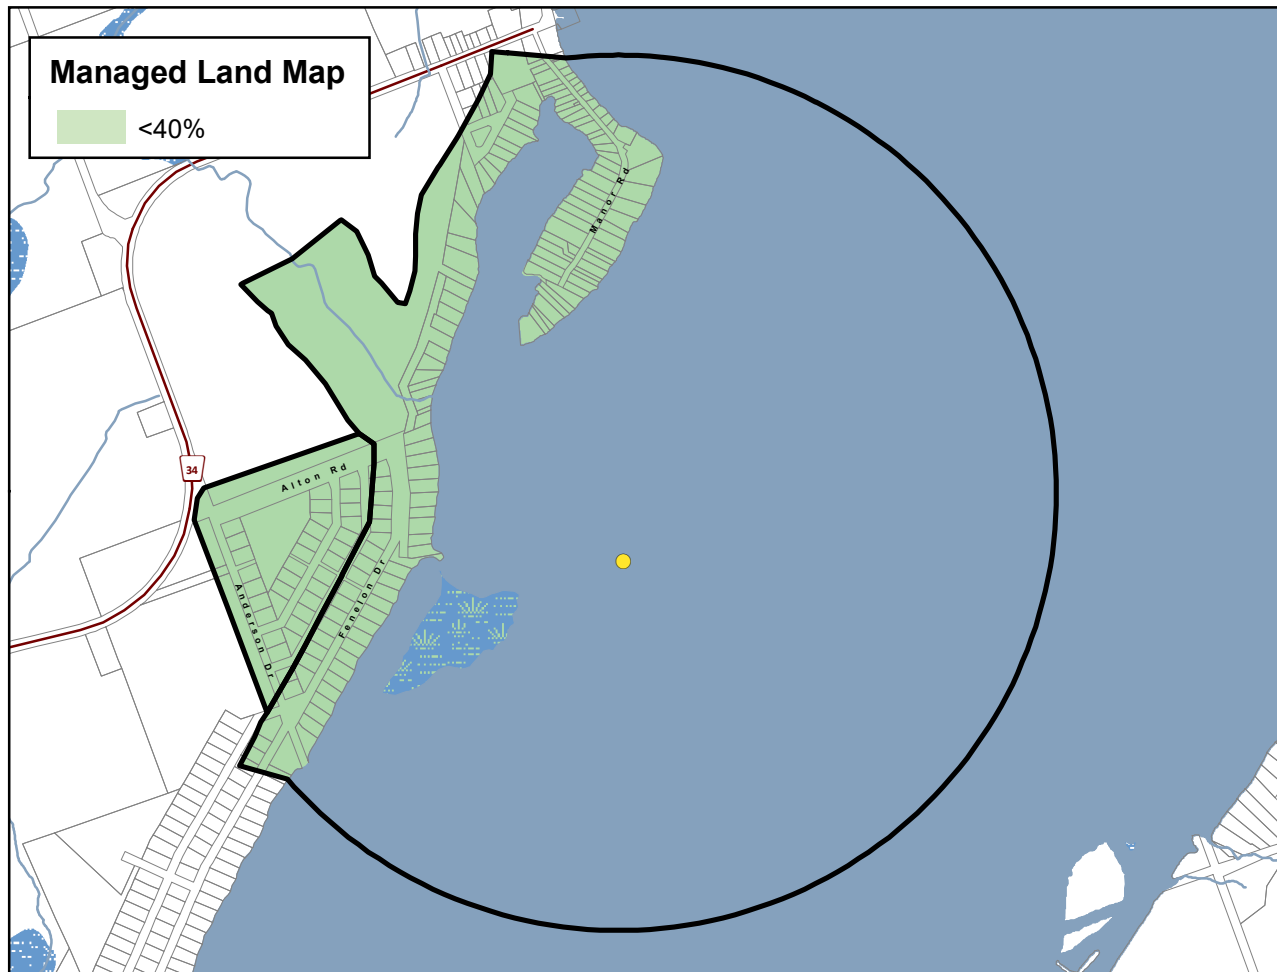 Managed Land Map
<40%
Manor Rd
34
Alton Rd
Anderson Dr
Fenelon Dr